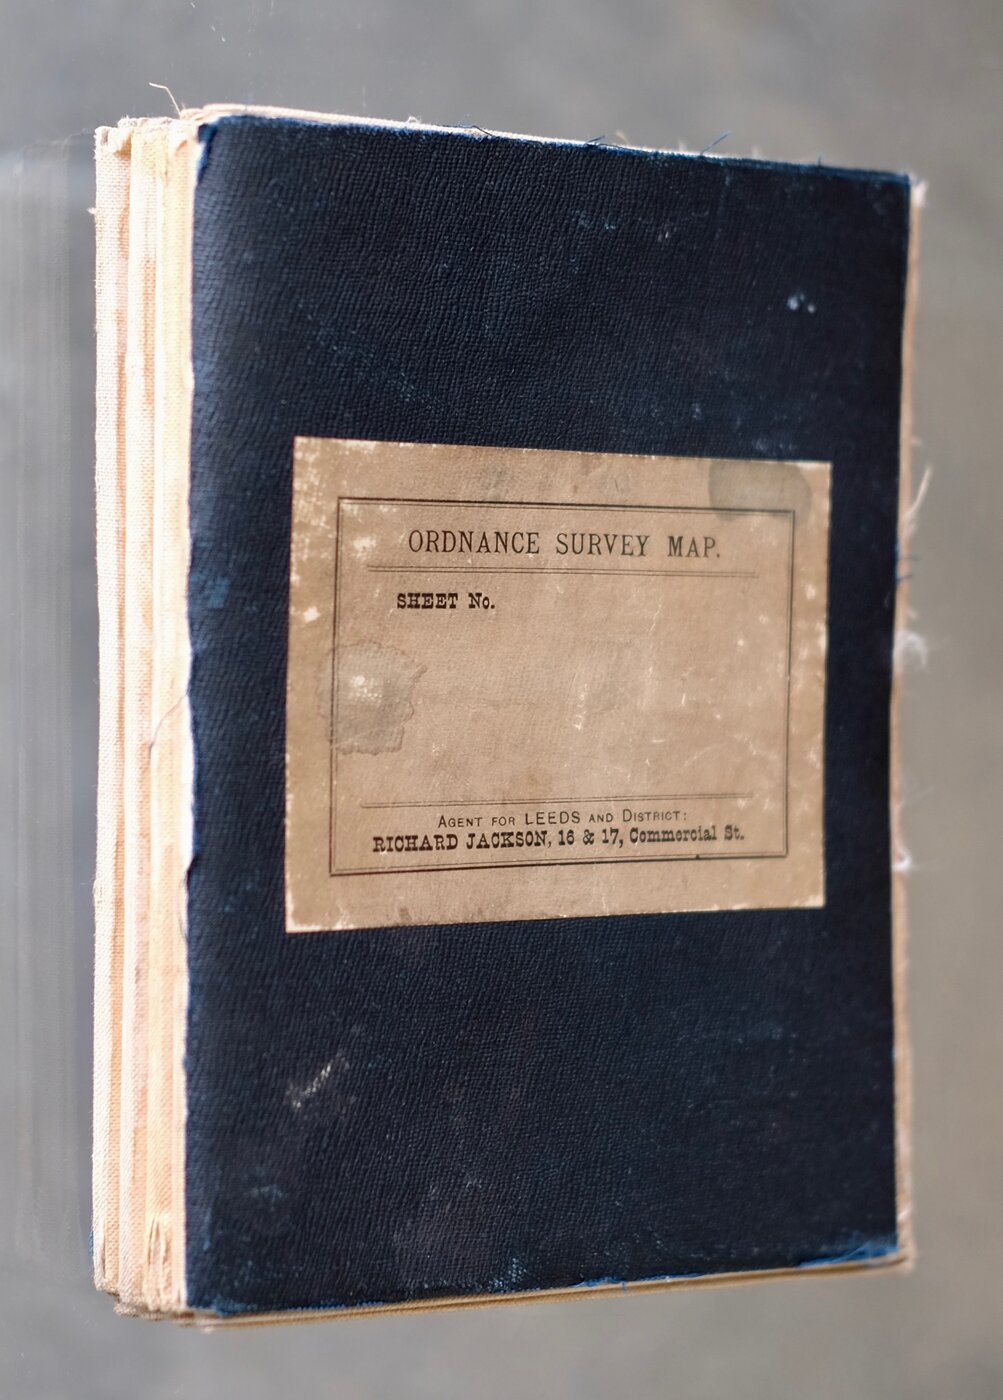 ORDNANCE SURVEY MAP.
SHEET No.
AGENT FOR LEEDS AND DISTRICT:
RICHARD JACKSON, 16 & 17, Commercial St.